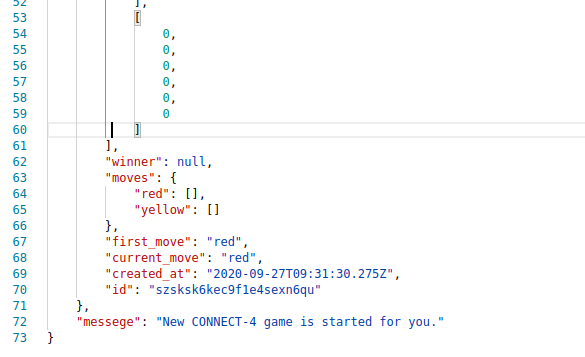 52 ],
53 [
54 0,
55 0,
56 0,
57 0,
58 0,
59 0
60 ]
61 ],
62 "winner": null,
63 "moves": {
64 "red": [],
65 "yellow": []
66 },
67 "first_move": "red",
68 "current_move": "red",
69 "created_at": "2020-09-27T09:31:30.275Z",
70 "id": "szsksk6kec9f1e4sexn6qu"
71 },
72 "messege": "New CONNECT-4 game is started for you."
73 }